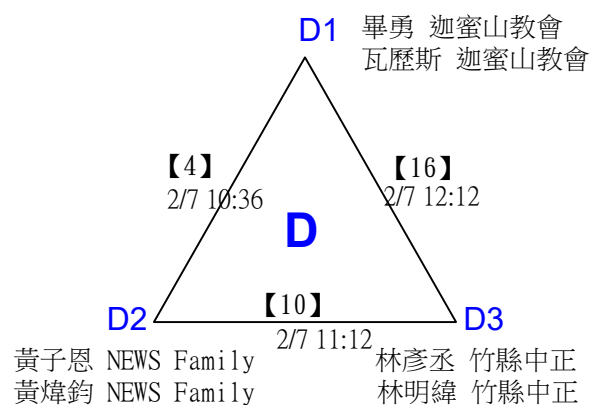 D1
畢勇 迦蜜山教會
瓦歷斯 迦蜜山教會
【4】
2/7 10:36
【16】
2/7 12:12
D
D2
【10】
2/7 11:12
D3
黃子恩 NEWS Family
黃煒鈞 NEWS Family
林彥丞 竹縣中正
林明緯 竹縣中正